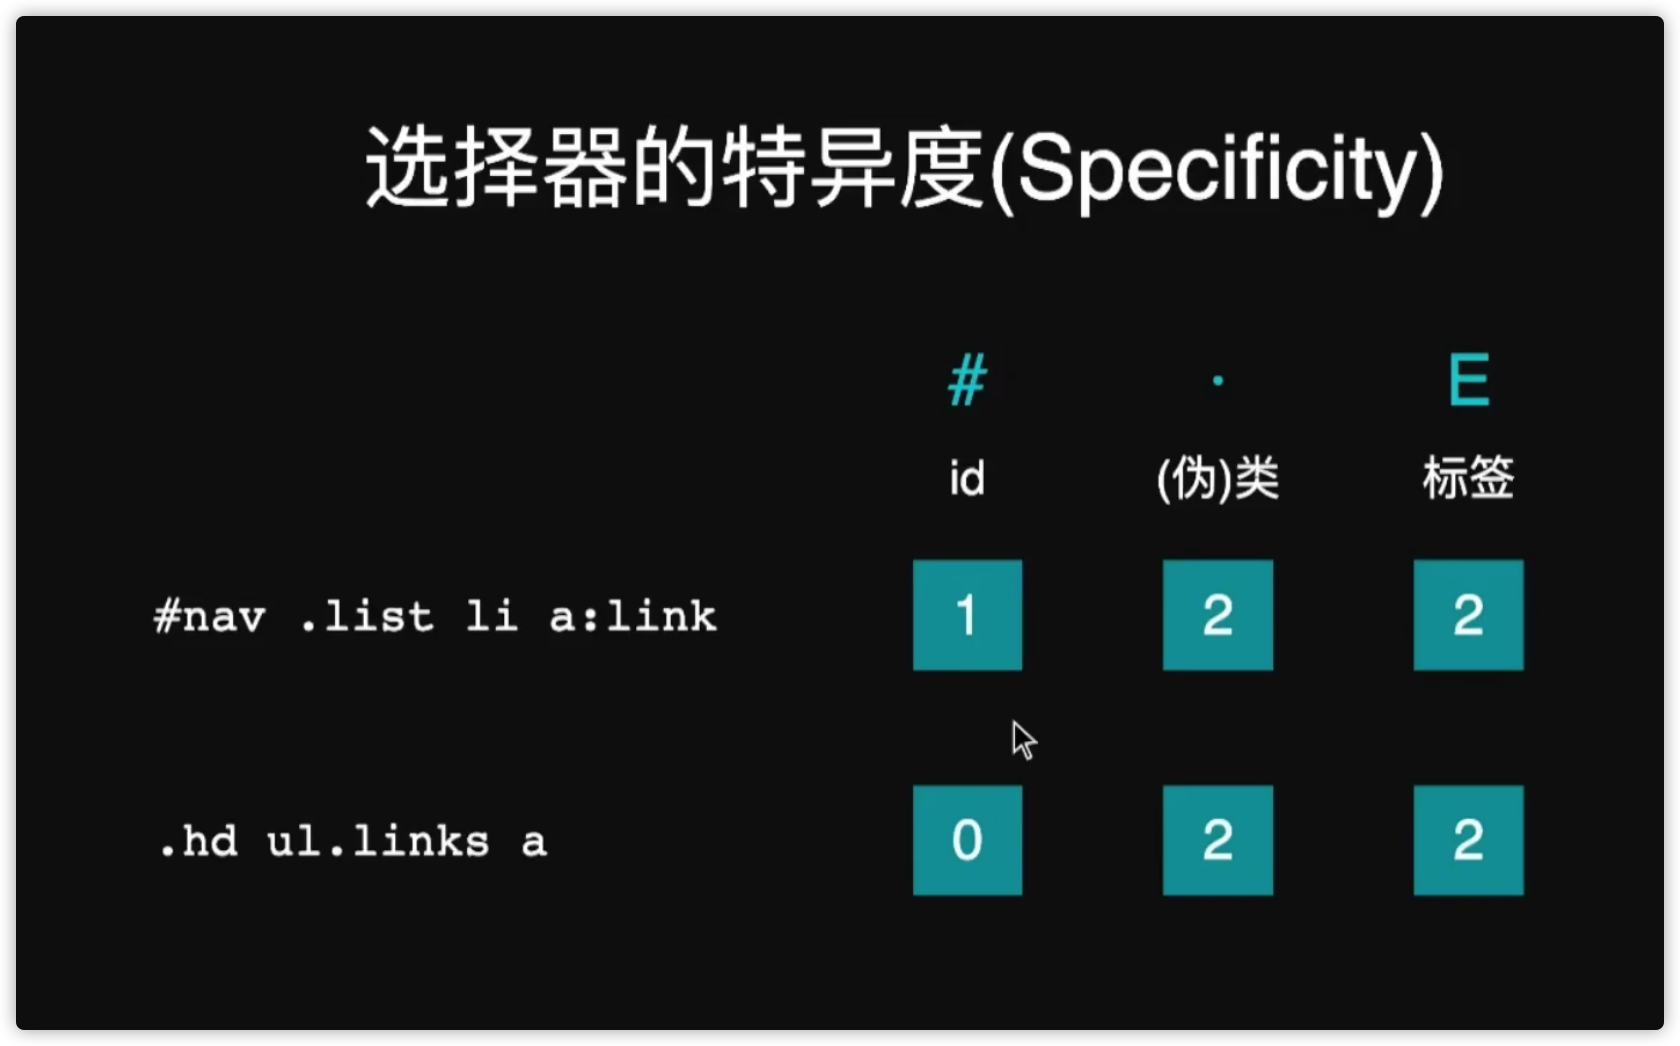 选择器的特异度(Specificity)
# · E
id (伪)类 标签
#nav .list li a:link 1 2 2
.hd ul.links a 0 2 2